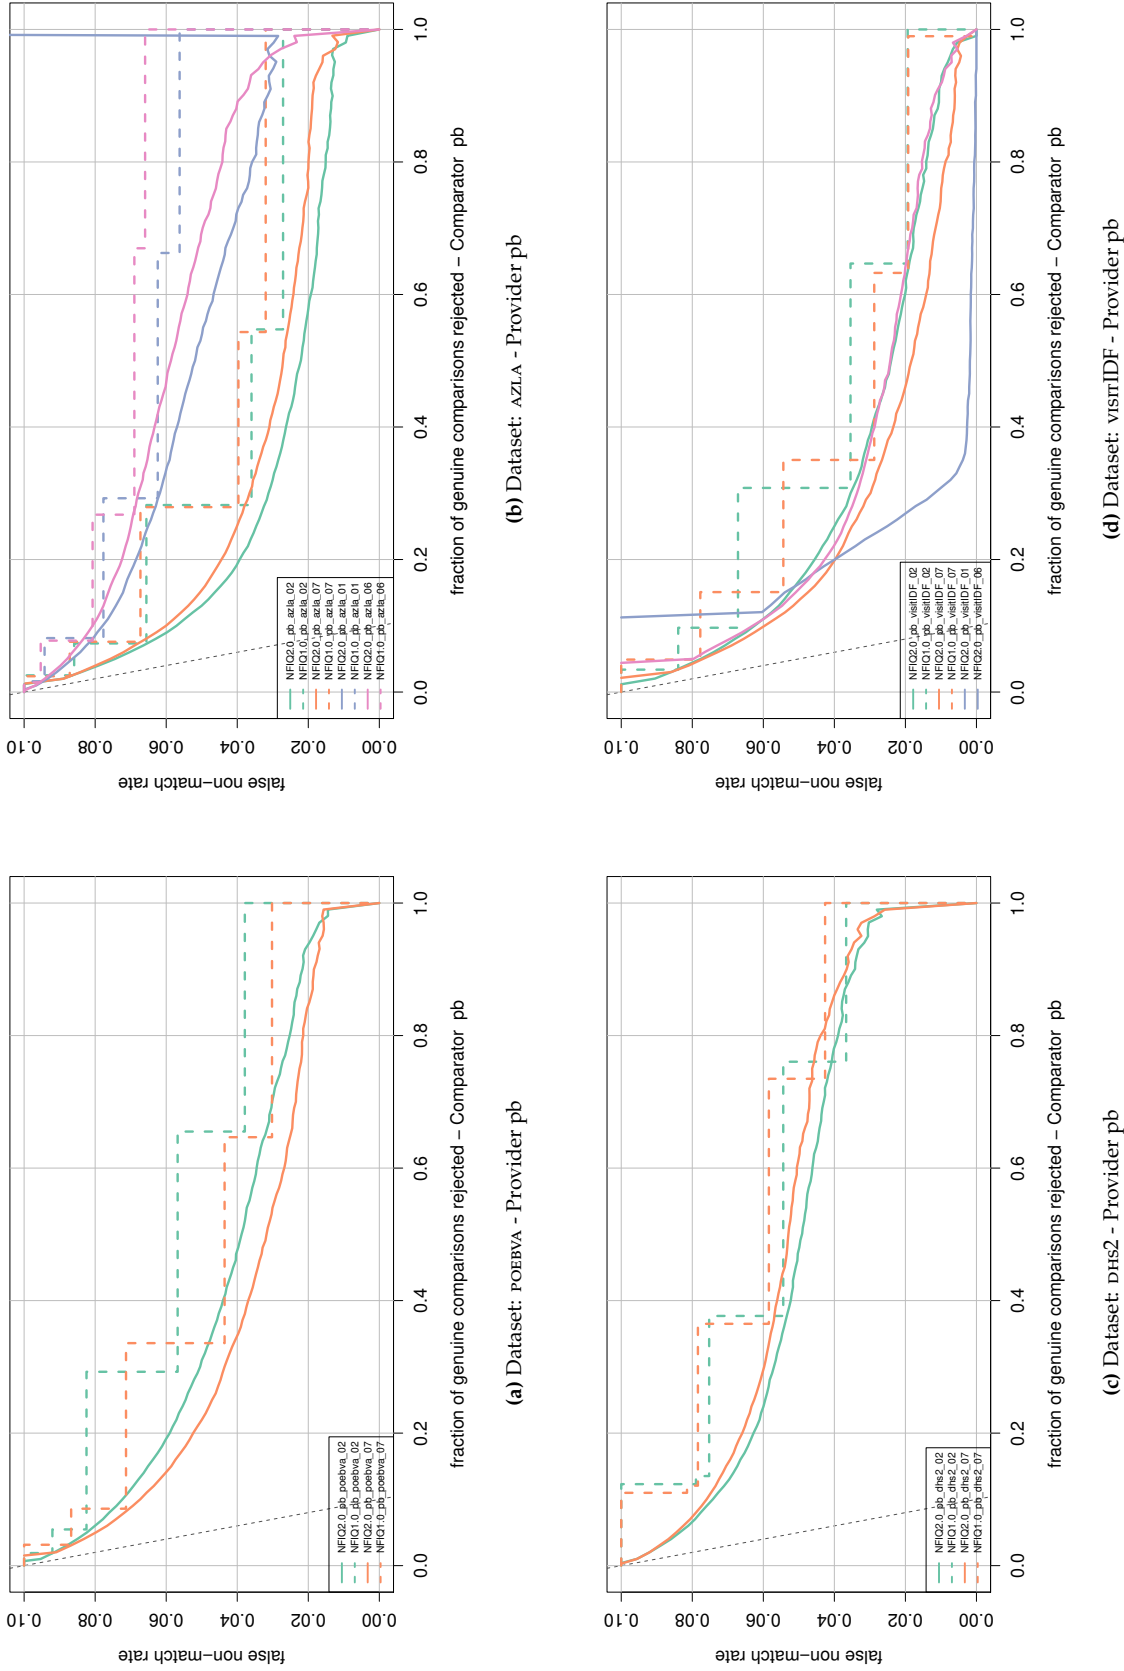 false non−match rate
0.10
0.08
0.06
0.04
0.02
0.00
0.0
0.2
0.4
0.6
0.8
1.0
fraction of genuine comparisons rejected − Comparator pb
NFIQ2.0_pb_poebva_02
NFIQ1.0_pb_poebva_02
NFIQ2.0_pb_poebva_07
NFIQ1.0_pb_poebva_07
(a) Dataset: POEBVA - Provider pb
false non−match rate
0.10
0.08
0.06
0.04
0.02
0.00
0.0
0.2
0.4
0.6
0.8
1.0
fraction of genuine comparisons rejected − Comparator pb
NFIQ2.0_pb_azla_02
NFIQ1.0_pb_azla_02
NFIQ2.0_pb_azla_07
NFIQ1.0_pb_azla_07
NFIQ2.0_pb_azla_01
NFIQ1.0_pb_azla_01
NFIQ2.0_pb_azla_06
NFIQ1.0_pb_azla_06
(b) Dataset: AZLA - Provider pb
false non−match rate
0.10
0.08
0.06
0.04
0.02
0.00
0.0
0.2
0.4
0.6
0.8
1.0
fraction of genuine comparisons rejected − Comparator pb
NFIQ2.0_pb_dhs2_02
NFIQ1.0_pb_dhs2_02
NFIQ2.0_pb_dhs2_07
NFIQ1.0_pb_dhs2_07
(c) Dataset: DHS2 - Provider pb
false non−match rate
0.10
0.08
0.06
0.04
0.02
0.00
0.0
0.2
0.4
0.6
0.8
1.0
fraction of genuine comparisons rejected − Comparator pb
NFIQ2.0_pb_visitIDF_02
NFIQ1.0_pb_visitIDF_02
NFIQ2.0_pb_visitIDF_07
NFIQ1.0_pb_visitIDF_07
NFIQ2.0_pb_visitIDF_01
NFIQ2.0_pb_visitIDF_06
(d) Dataset: VISITIDF - Provider pb